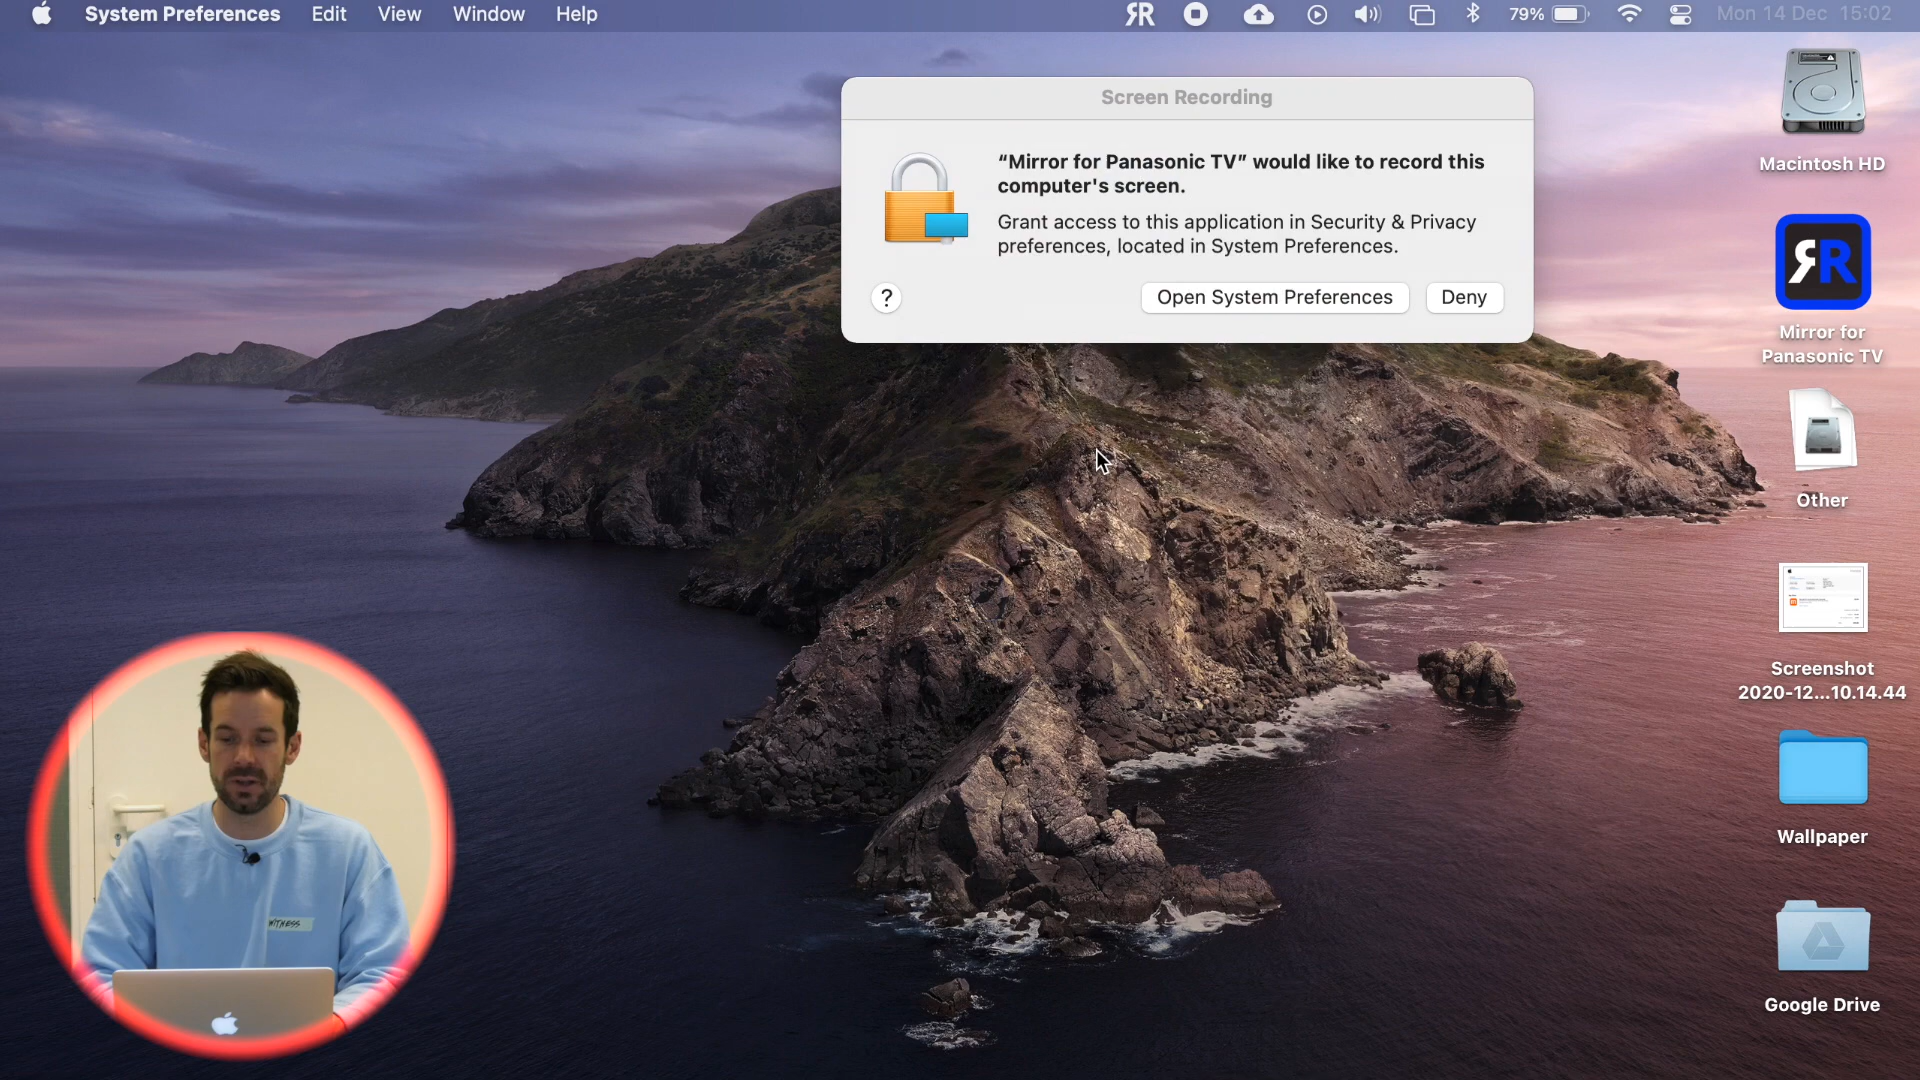 System Preferences Edit View Window Help 79% Mon 14 Dec 15:02
Screen Recording
“Mirror for Panasonic TV” would like to record this
computer's screen.
Grant access to this application in Security & Privacy
preferences, located in System Preferences.
? Open System Preferences Deny
Macintosh HD
Mirror for
Panasonic TV
Other
Screenshot
2020-12...10.14.44
Wallpaper
Google Drive
WITNESS